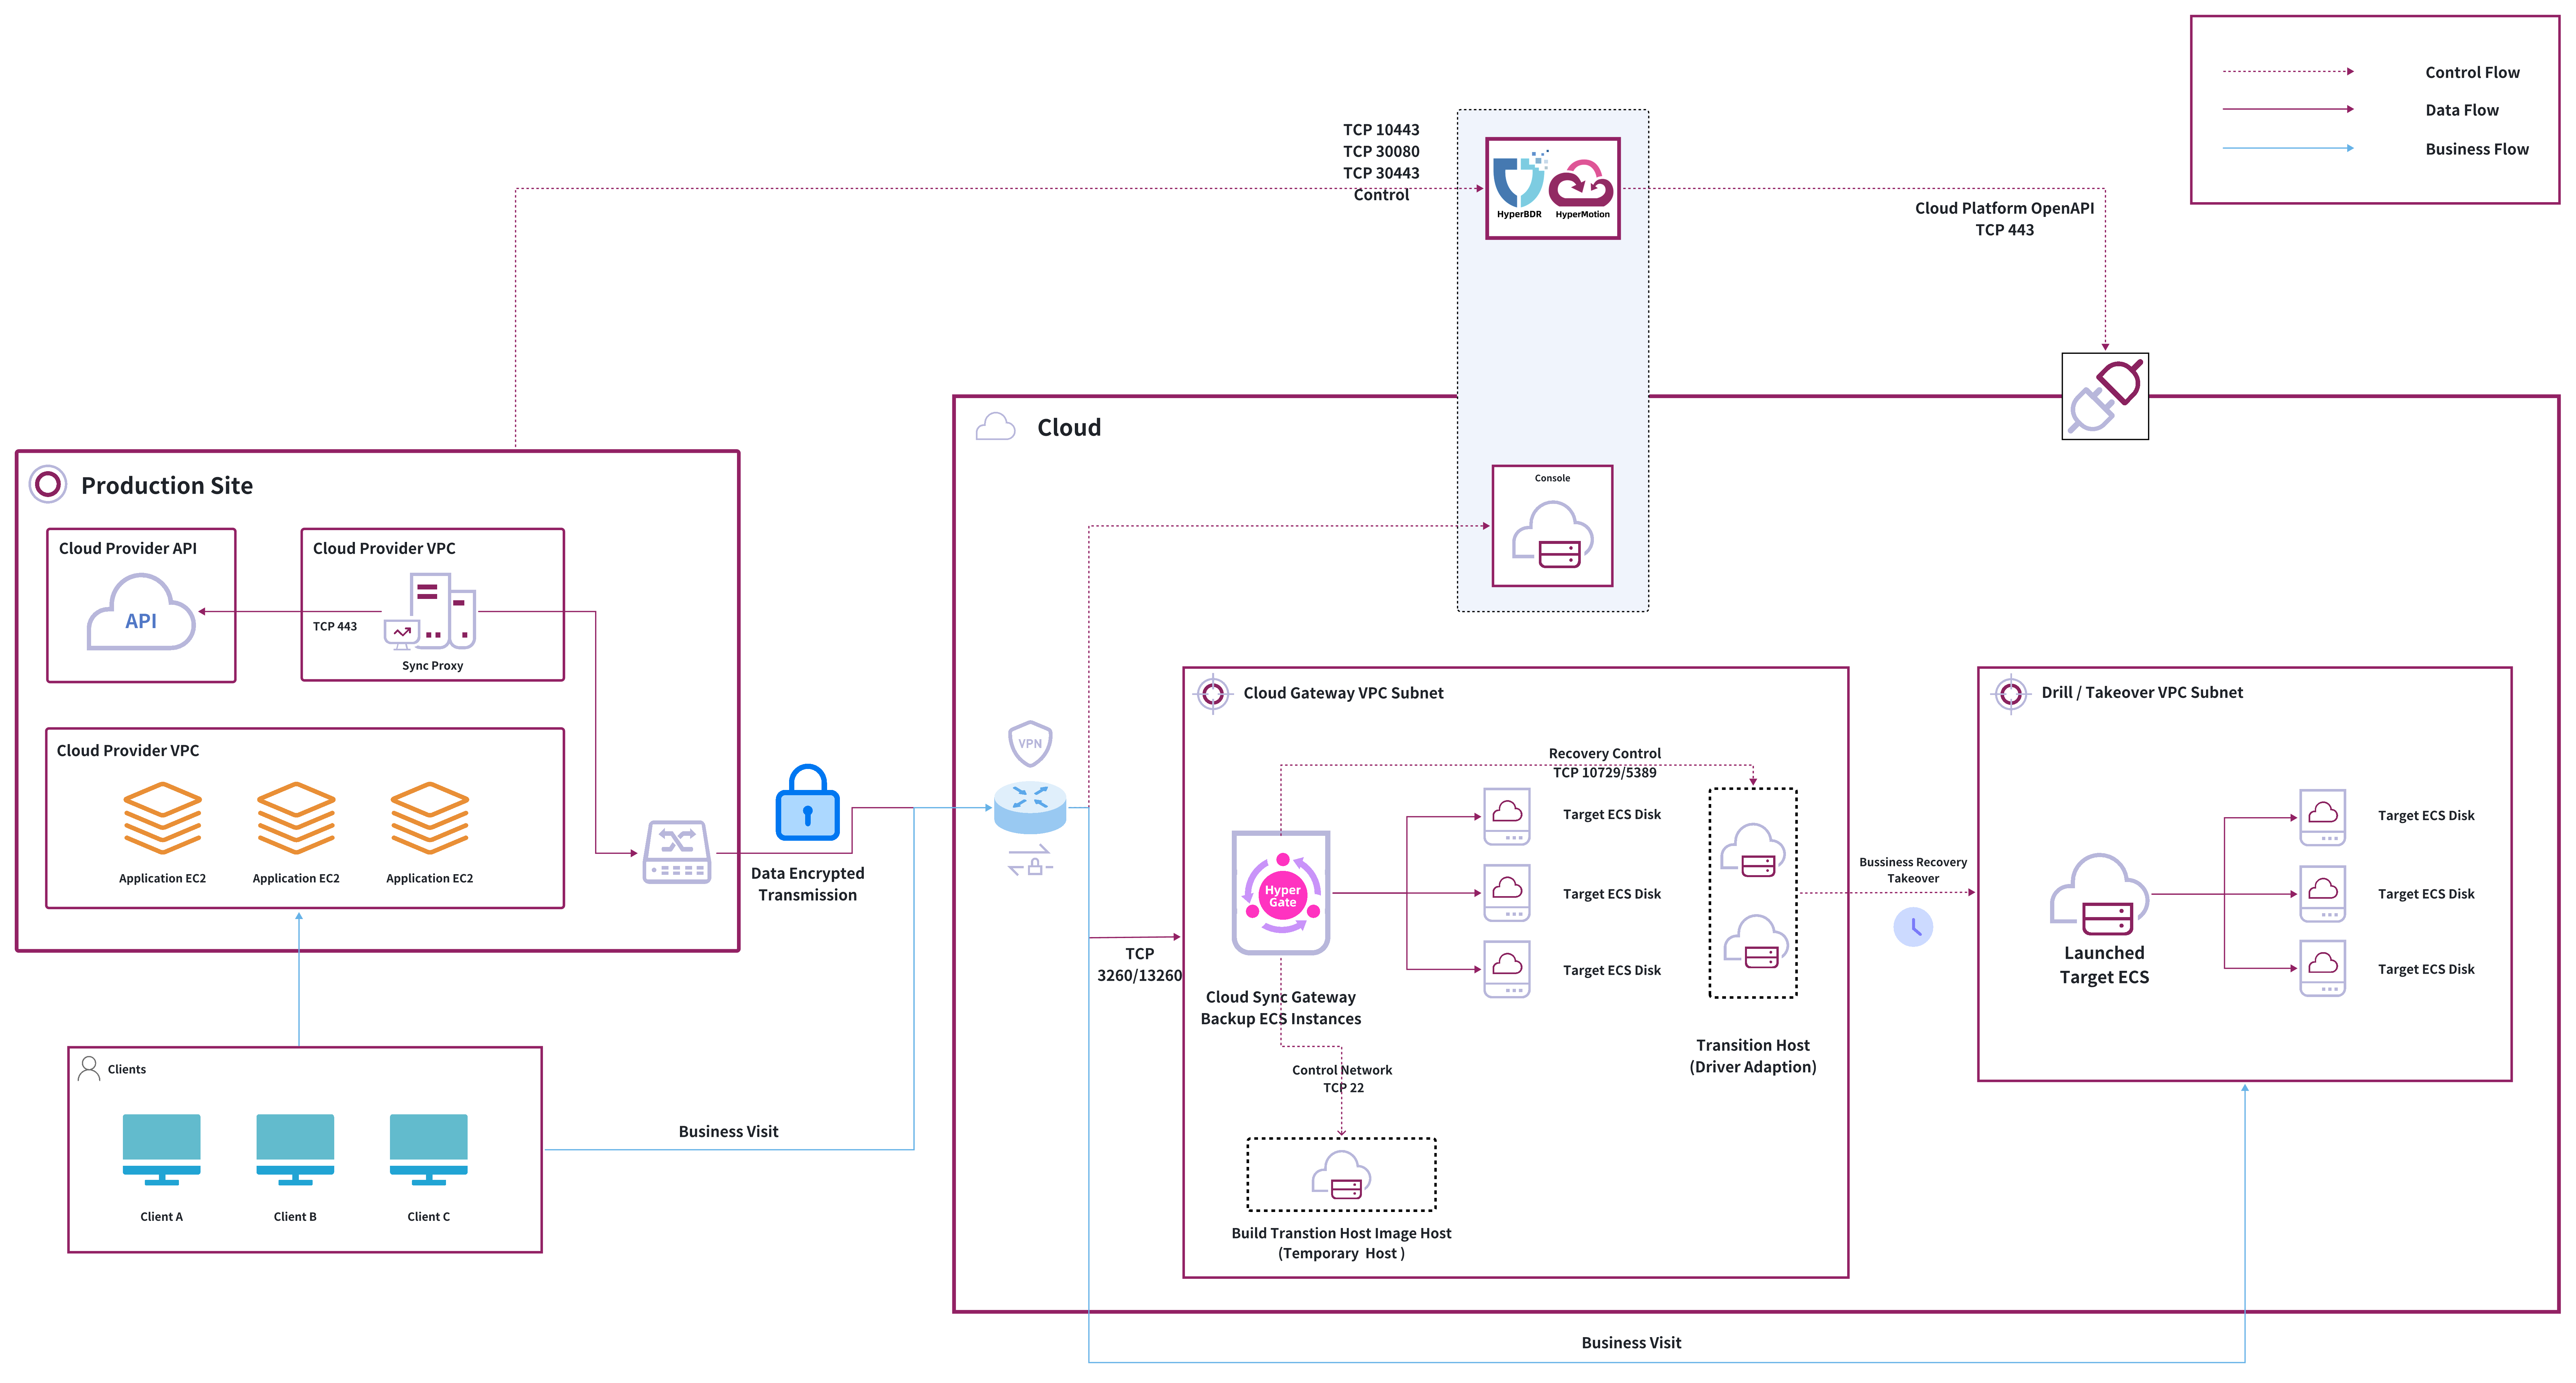 Control Flow
Data Flow
Business Flow
TCP 10443
TCP 30080
TCP 30443
Control
HyperBDR
HyperMotion
Cloud Platform OpenAPI
TCP 443
Cloud
Console
Production Site
Cloud Provider API
API
Cloud Provider VPC
TCP 443
Sync Proxy
Cloud Provider VPC
Application EC2
Application EC2
Application EC2
Data Encrypted
Transmission
VPN
TCP
3260/13260
Cloud Gateway VPC Subnet
Recovery Control
TCP 10729/5389
Hyper
Gate
Cloud Sync Gateway
Backup ECS Instances
Target ECS Disk
Target ECS Disk
Target ECS Disk
Transition Host
(Driver Adaption)
Control Network
TCP 22
Build Transtion Host Image Host
(Temporary Host )
Bussiness Recovery
Takeover
Drill / Takeover VPC Subnet
Launched
Target ECS
Target ECS Disk
Target ECS Disk
Target ECS Disk
Clients
Client A
Client B
Client C
Business Visit
Business Visit